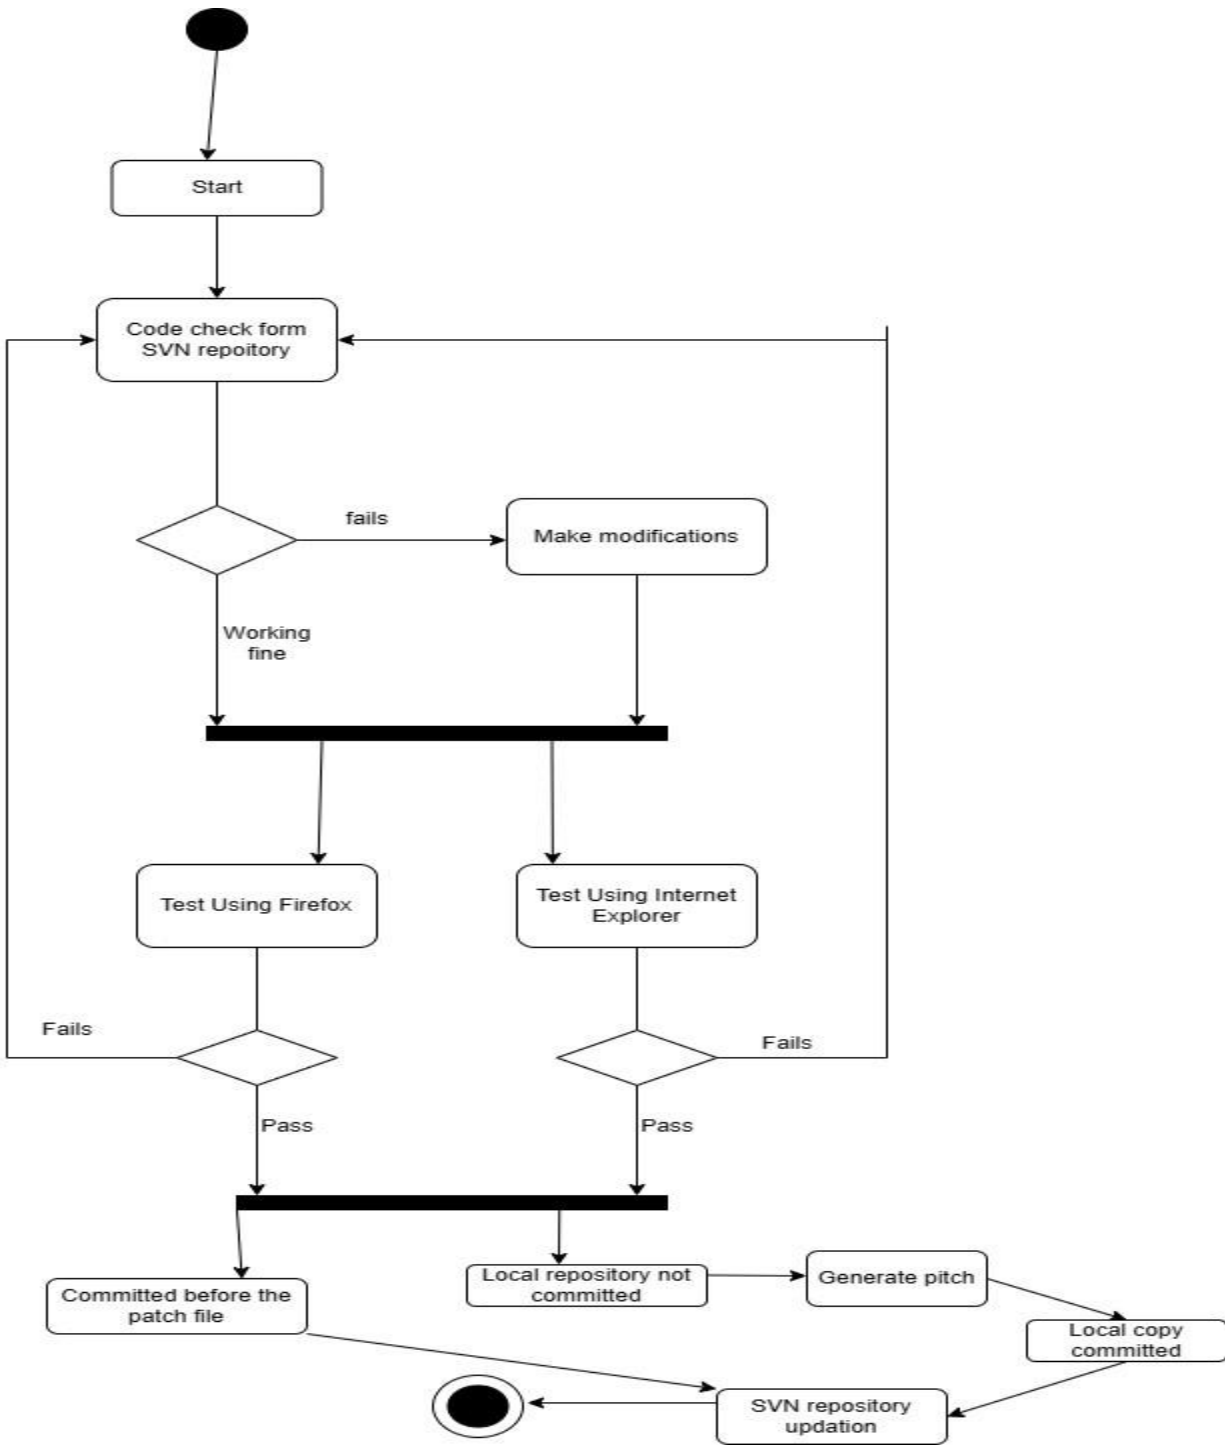 Start
Code check form
SVN repoitory
fails
Make modifications
Working
fine
Test Using Firefox
Test Using Internet
Explorer
Fails
Fails
Pass
Pass
Local repository not
committed
Generate pitch
Committed before the
patch file
Local copy
committed
SVN repository
updation